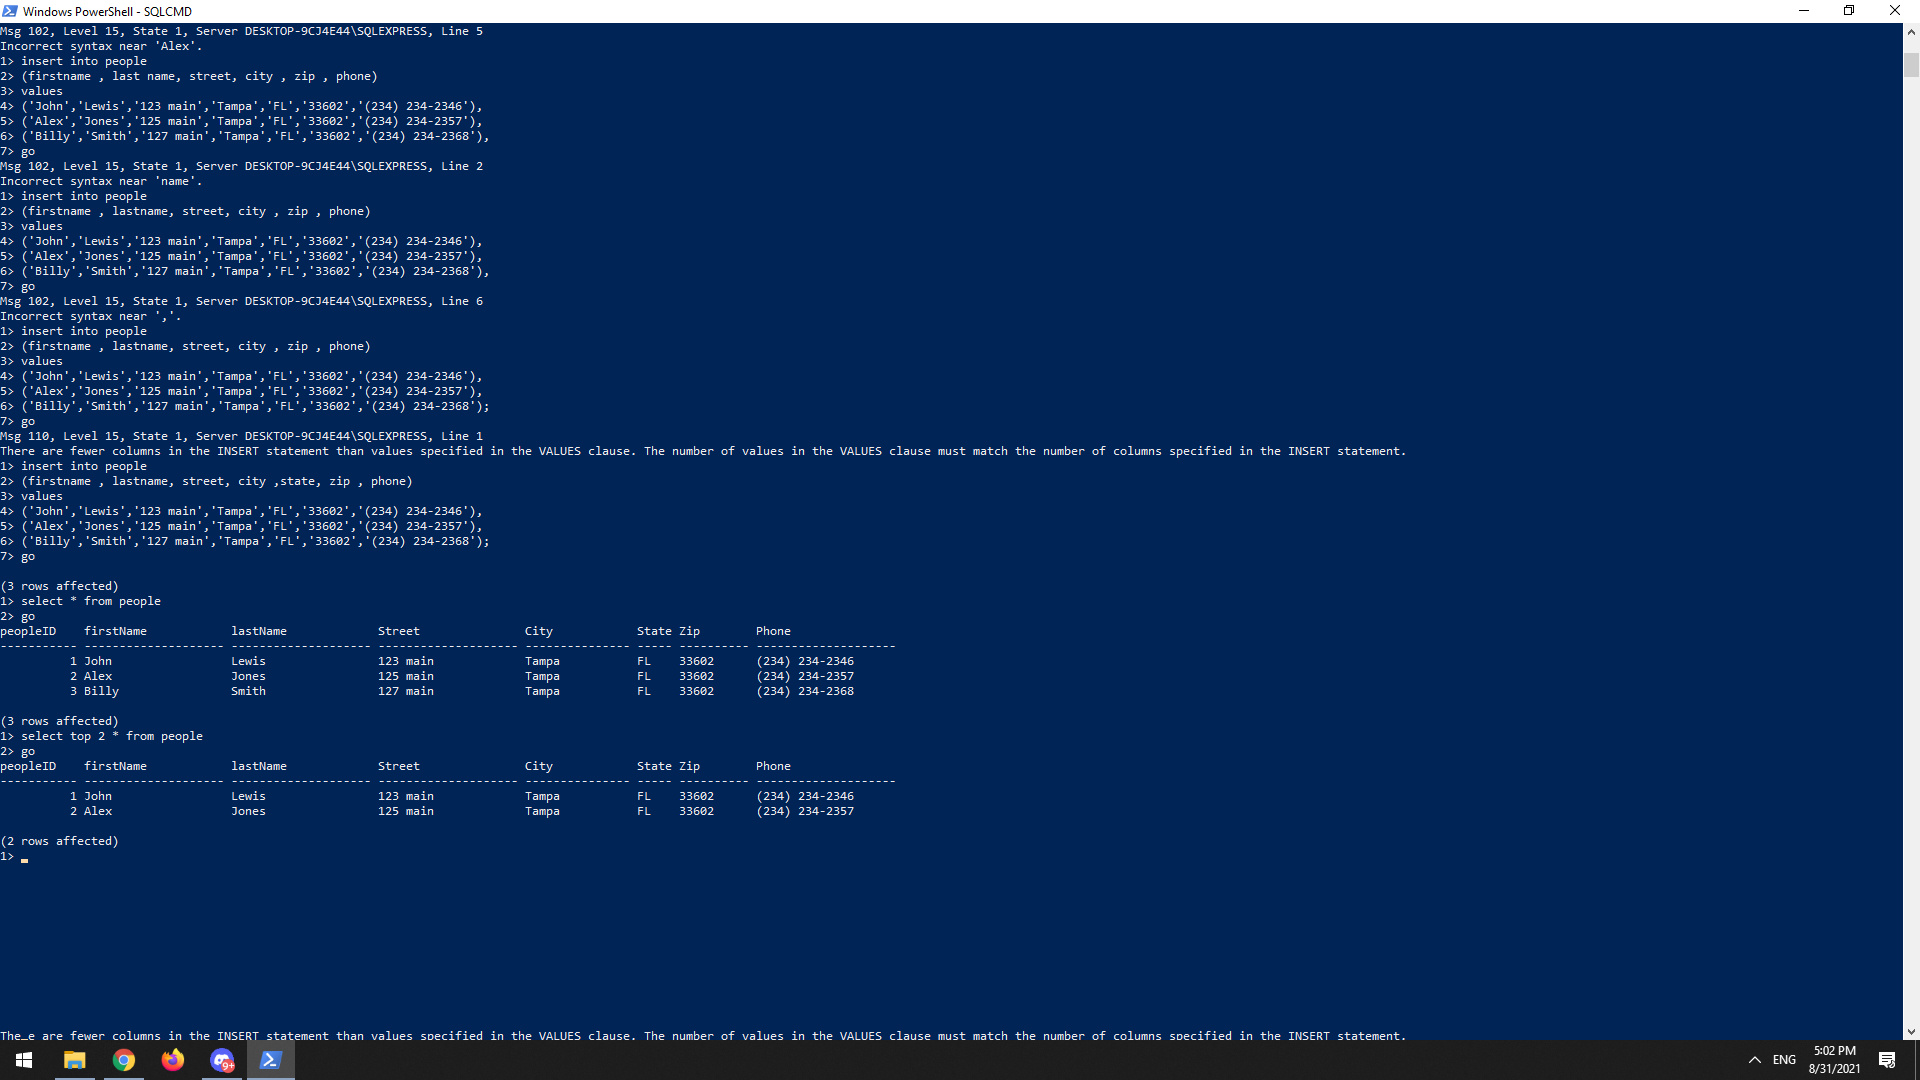 Windows PowerShell - SQLCMD
Msg 102, Level 15, State 1, Server DESKTOP-9CJ4E44\SQLEXPRESS, Line 5
Incorrect syntax near 'Alex'.
1> insert into people
2> (firstname , last name, street, city , zip , phone)
3> values
4> ('John','Lewis','123 main','Tampa','FL','33602','(234) 234-2346'),
5> ('Alex','Jones','125 main','Tampa','FL','33602','(234) 234-2357'),
6> ('Billy','Smith','127 main','Tampa','FL','33602','(234) 234-2368'),
7> go
Msg 102, Level 15, State 1, Server DESKTOP-9CJ4E44\SQLEXPRESS, Line 2
Incorrect syntax near 'name'.
1> insert into people
2> (firstname , lastname, street, city , zip , phone)
3> values
4> ('John','Lewis','123 main','Tampa','FL','33602','(234) 234-2346'),
5> ('Alex','Jones','125 main','Tampa','FL','33602','(234) 234-2357'),
6> ('Billy','Smith','127 main','Tampa','FL','33602','(234) 234-2368'),
7> go
Msg 102, Level 15, State 1, Server DESKTOP-9CJ4E44\SQLEXPRESS, Line 6
Incorrect syntax near ','.
1> insert into people
2> (firstname , lastname, street, city , zip , phone)
3> values
4> ('John','Lewis','123 main','Tampa','FL','33602','(234) 234-2346'),
5> ('Alex','Jones','125 main','Tampa','FL','33602','(234) 234-2357'),
6> ('Billy','Smith','127 main','Tampa','FL','33602','(234) 234-2368');
7> go
Msg 110, Level 15, State 1, Server DESKTOP-9CJ4E44\SQLEXPRESS, Line 1
There are fewer columns in the INSERT statement than values specified in the VALUES clause. The number of values in the VALUES clause must match the number of columns specified in the INSERT statement.
1> insert into people
2> (firstname , lastname, street, city ,state, zip , phone)
3> values
4> ('John','Lewis','123 main','Tampa','FL','33602','(234) 234-2346'),
5> ('Alex','Jones','125 main','Tampa','FL','33602','(234) 234-2357'),
6> ('Billy','Smith','127 main','Tampa','FL','33602','(234) 234-2368');
7> go
(3 rows affected)
1> select * from people
2> go
peopleID    firstName            lastName             Street               City            State Zip        Phone
----------- -------------------- -------------------- -------------------- --------------- ----- ---------- --------------------
          1 John                 Lewis                123 main             Tampa           FL    33602      (234) 234-2346
          2 Alex                 Jones                125 main             Tampa           FL    33602      (234) 234-2357
          3 Billy                Smith                127 main             Tampa           FL    33602      (234) 234-2368
(3 rows affected)
1> select top 2 * from people
2> go
peopleID    firstName            lastName             Street               City            State Zip        Phone
----------- -------------------- -------------------- -------------------- --------------- ----- ---------- --------------------
          1 John                 Lewis                123 main             Tampa           FL    33602      (234) 234-2346
          2 Alex                 Jones                125 main             Tampa           FL    33602      (234) 234-2357
(2 rows affected)
1>
The_e are fewer columns in the INSERT statement than values specified in the VALUES clause. The number of values in the VALUES clause must match the number of columns specified in the INSERT statement.
9+
ENG
5:02 PM
8/31/2021